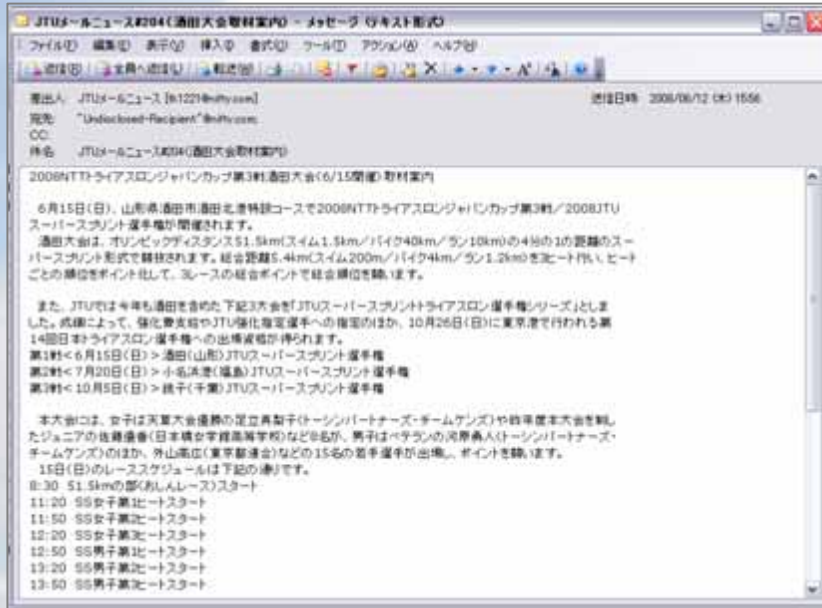 JTUメールニュース#204(酒田大会取材案内) - メッセージ (テキスト形式)
ファイル(F) 編集(E) 表示(V) 挿入(I) 書式(O) ツール(T) アクション(A) ヘルプ(H)
返信(R) 全員へ返信(L) 転送(W)
差出人: JTUメールニュース 送信日時: 2008/06/12 (木) 15:56
宛先: "Undisclosed-Recipient"@nifty.com;
CC:
件名: JTUメールニュース#204(酒田大会取材案内)
2008NTTトライアスロンジャパンカップ第3戦酒田大会(6/15開催)取材案内
6月15日(日)、山形県酒田市酒田北港特設コースで2008NTTトライアスロンジャパンカップ第3戦／2008JTU
スーパースプリント選手権が開催されます。
酒田大会は、オリンピックディスタンス51.5km(スイム1.5km／バイク40km／ラン10km)の4分の1の距離のスー
パースプリント形式で競技されます。総合距離5.4km(スイム200m／バイク4km／ラン1.2km)を3ヒート行い、ヒート
ごとの順位をポイント化して、3レースの総合ポイントで総合順位を競います。
また、JTUでは今年も酒田を含めた下記3大会を「JTUスーパースプリントトライアスロン選手権シリーズ」としま
した。成績によって、強化費支給やJTU強化指定選手への指定のほか、10月26日(日)に東京港で行われる第
14回日本トライアスロン選手権への出場資格が得られます。
第1戦<6月15日(日)>酒田(山形)JTUスーパースプリント選手権
第2戦<7月20日(日)>小名浜港(福島)JTUスーパースプリント選手権
第3戦<10月5日(日)>銚子(千葉)JTUスーパースプリント選手権
本大会には、女子は天草大会優勝の足立真梨子(トーシンパートナーズ・チームケンズ)や昨年度本大会を制し
たジュニアの佐藤優香(日本橋女学館高等学校)など8名が、男子はベテランの河原勇人(トーシンパートナーズ・
チームケンズ)のほか、外山高広(東京都連合)などの15名の若手選手が出場し、ポイントを競います。
15日(日)のレーススケジュールは下記の通りです。
8:30 51.5kmの部(おしんレース)スタート
11:20 SS女子第1ヒートスタート
11:50 SS女子第2ヒートスタート
12:20 SS女子第3ヒートスタート
12:50 SS男子第1ヒートスタート
13:20 SS男子第2ヒートスタート
13:50 SS男子第3ヒートスタート